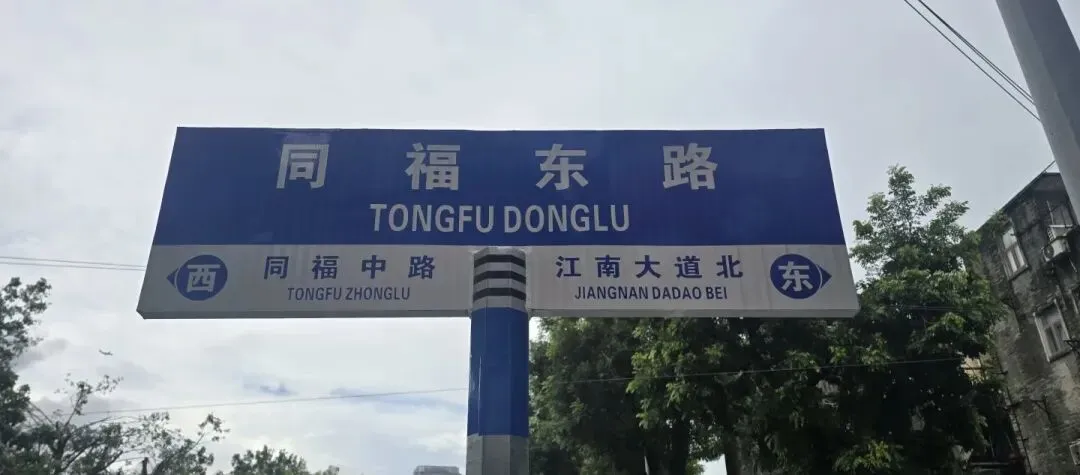 同福东路
TONGFU DONGLU
西 同福中路 江南大道北 东
TONGFU ZHONGLU JIANGNAN DADAO BEI